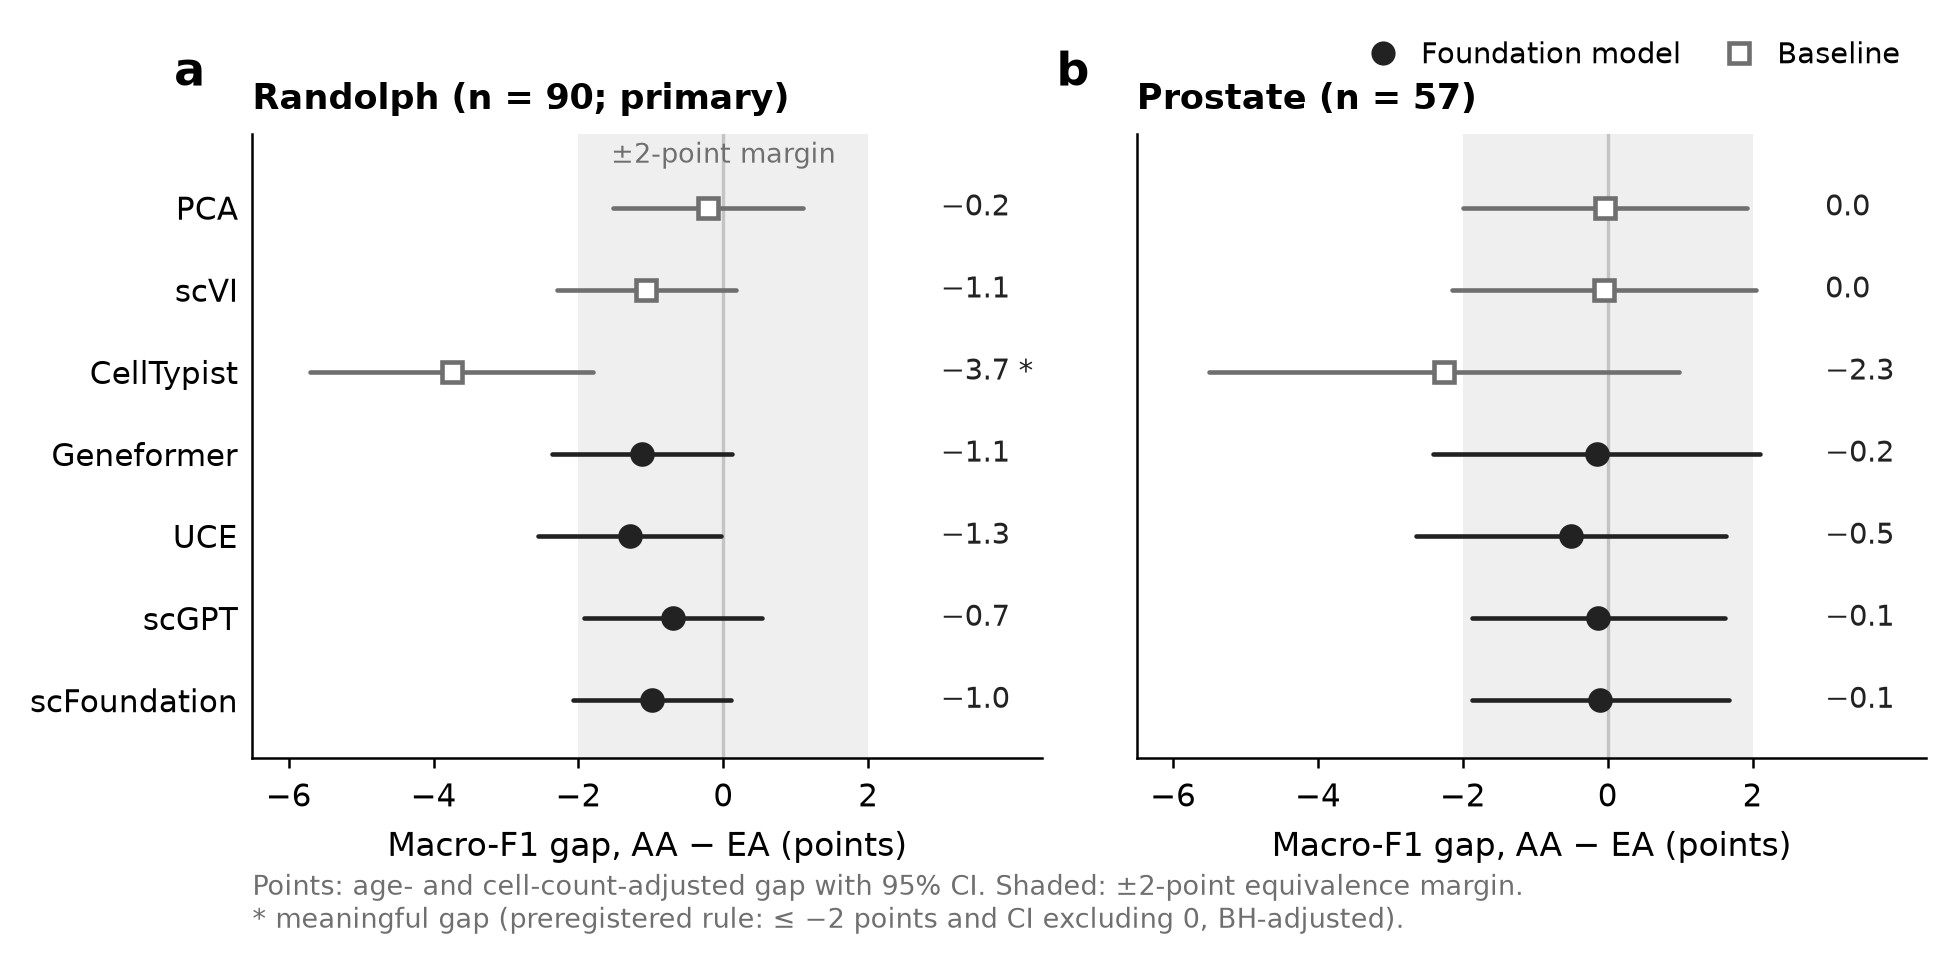 Foundation model Baseline
a b
Randolph (n = 90; primary) Prostate (n = 57)
±2-point margin
PCA −0.2 0.0
scVI −1.1 0.0
CellTypist −3.7 * −2.3
Geneformer −1.1 −0.2
UCE −1.3 −0.5
scGPT −0.7 −0.1
scFoundation −1.0 −0.1
−6 −4 −2 0 2 −6 −4 −2 0 2
Macro-F1 gap, AA − EA (points) Macro-F1 gap, AA − EA (points)
Points: age- and cell-count-adjusted gap with 95% CI. Shaded: ±2-point equivalence margin.
* meaningful gap (preregistered rule: ≤ −2 points and CI excluding 0, BH-adjusted).